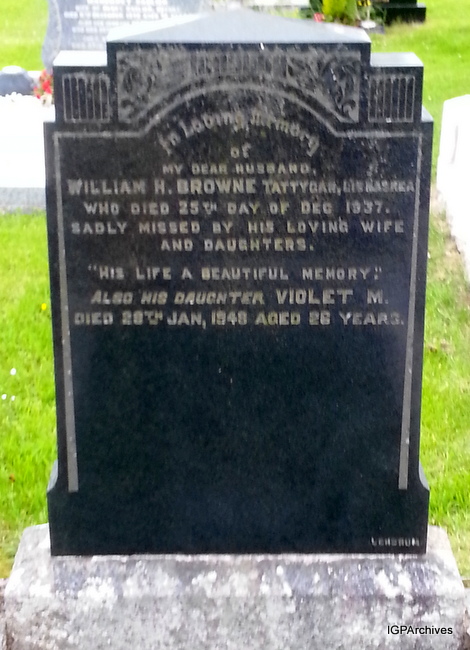 In Loving Memory
OF
MY DEAR HUSBAND,
WILLIAM H. BROWNE TATTYGAR, LISNASKEA
WHO DIED 25TH DAY OF DEC 1937.
SADLY MISSED BY HIS LOVING WIFE
AND DAUGHTERS.
"HIS LIFE A BEAUTIFUL MEMORY."
ALSO HIS DAUGHTER VIOLET M.
DIED 28TH JAN, 1948 AGED 26 YEARS.
IGPArchives